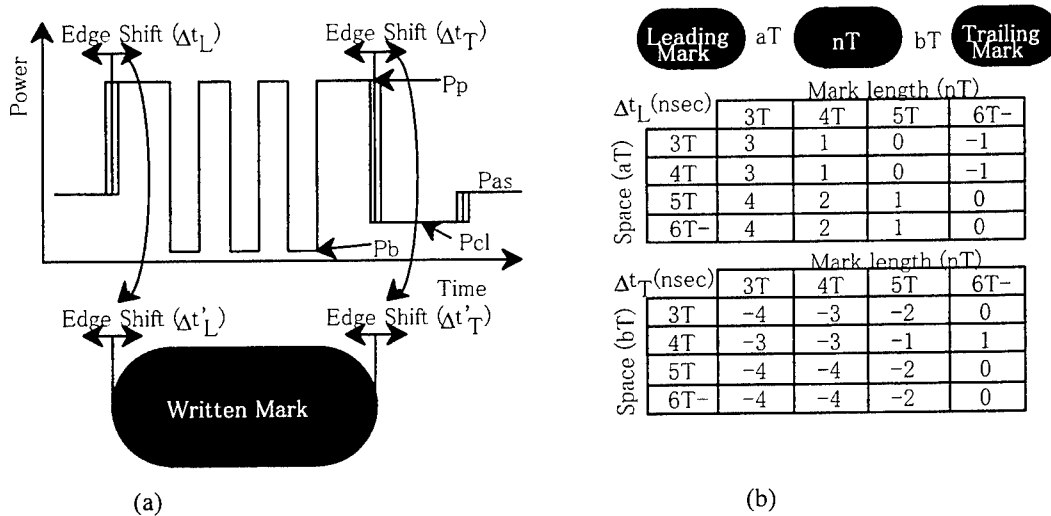 Edge Shift (Δt_L)
Edge Shift (Δt_T)
Power
Pp
Pas
Pb
Pcl
Time
Edge Shift (Δt'_L)
Edge Shift (Δt'_T)
Written Mark
(a)
Leading Mark
aT
nT
bT
Trailing Mark
Mark length (nT)
Δt_L(nsec) 3T 4T 5T 6T-
Space (aT)
3T 3 1 0 -1
4T 3 1 0 -1
5T 4 2 1 0
6T- 4 2 1 0
Mark length (nT)
Δt_T(nsec) 3T 4T 5T 6T-
Space (bT)
3T -4 -3 -2 0
4T -3 -3 -1 1
5T -4 -4 -2 0
6T- -4 -4 -2 0
(b)